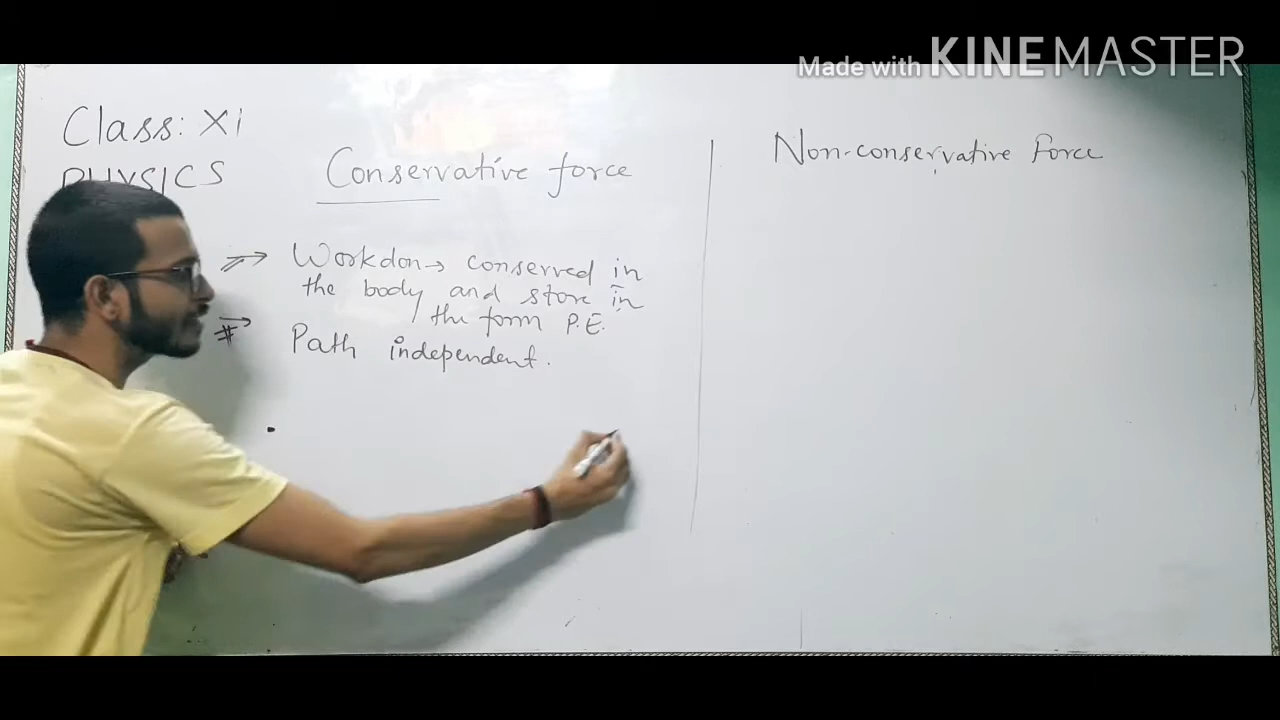 Made with KINEMASTER
Class: XI
PHYSICS
Conservative force
Non-conservative force
⇒ Workdon→ conserved in
the body and store in
the form P.E.
# → Path independent.